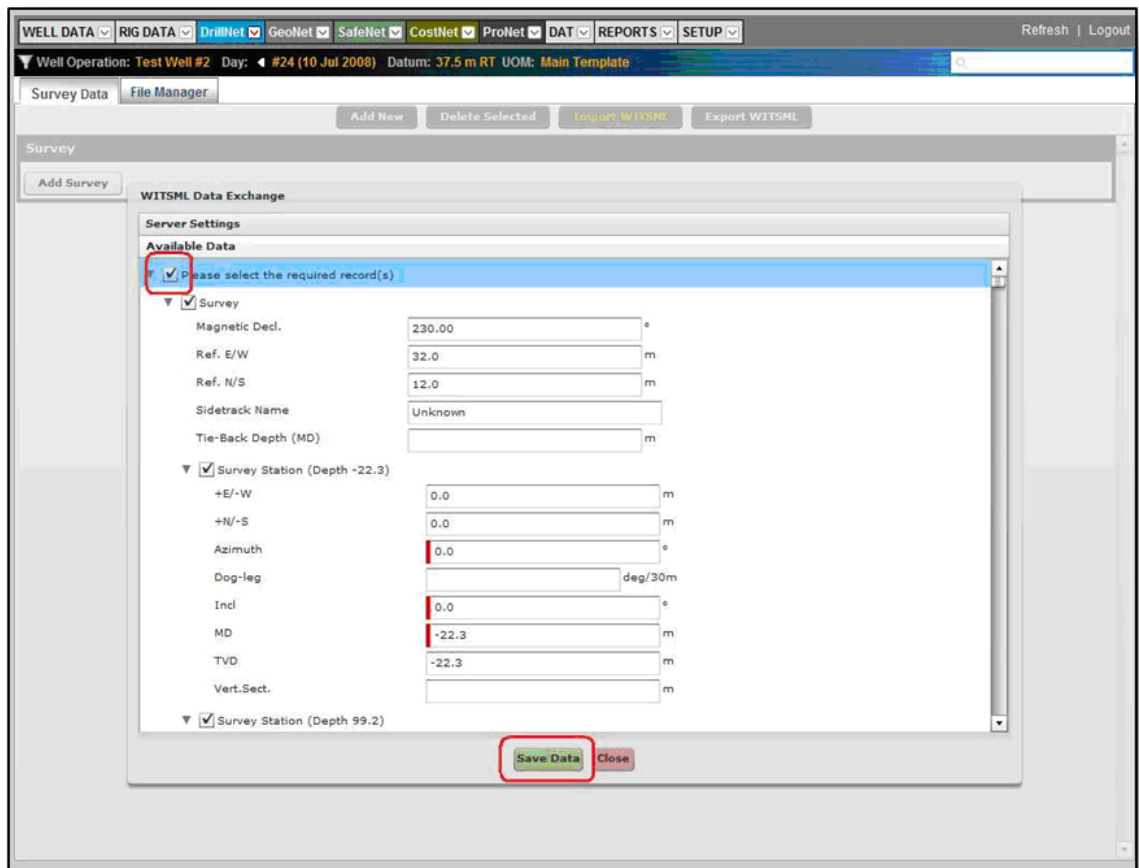 WELL DATA RIG DATA DrillNet GeoNet SafeNet CostNet ProNet DAT REPORTS SETUP Refresh | Logout
Well Operation: Test Well #2 Day: #24 (10 Jul 2008) Datum: 37.5 m RT UOM: Main Template
Survey Data File Manager
Add New Delete Selected Import WITSML Export WITSML
Survey
Add Survey
WITSML Data Exchange
Server Settings
Available Data
Please select the required record(s)
Survey
Magnetic Decl. 230.00 °
Ref. E/W 32.0 m
Ref. N/S 12.0 m
Sidetrack Name Unknown
Tie-Back Depth (MD) m
Survey Station (Depth -22.3)
+E/-W 0.0 m
+N/-S 0.0 m
Azimuth 0.0 °
Dog-leg deg/30m
Incl 0.0 °
MD -22.3 m
TVD -22.3 m
Vert.Sect. m
Survey Station (Depth 99.2)
Save Data Close